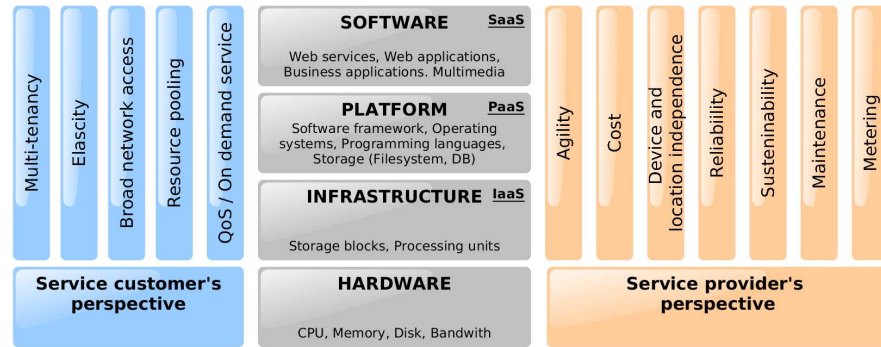 Multi-tenancy
Elascity
Broad network access
Resource pooling
QoS / On demand service
Service customer's
perspective
SOFTWARE SaaS
Web services, Web applications,
Business applications. Multimedia
PLATFORM PaaS
Software framework, Operating
systems, Programming languages,
Storage (Filesystem, DB)
INFRASTRUCTURE IaaS
Storage blocks, Processing units
HARDWARE
CPU, Memory, Disk, Bandwith
Agility
Cost
Device and
location independence
Reliabiility
Susteninability
Maintenance
Metering
Service provider's
perspective